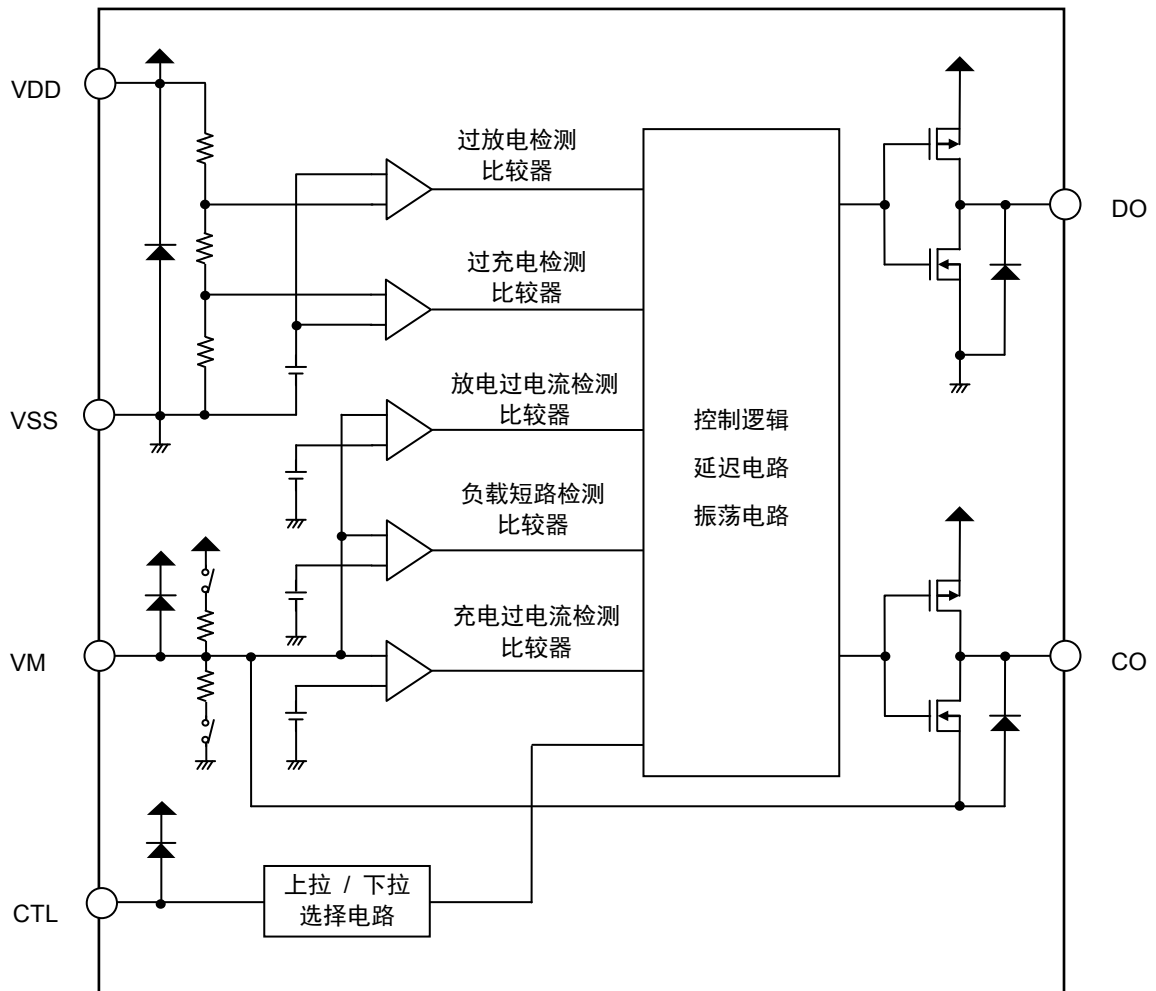 VDD
过放电检测
比较器
DO
过充电检测
比较器
VSS
放电过电流检测
比较器
控制逻辑
延迟电路
振荡电路
负载短路检测
比较器
VM
充电过电流检测
比较器
CO
CTL
上拉 / 下拉
选择电路